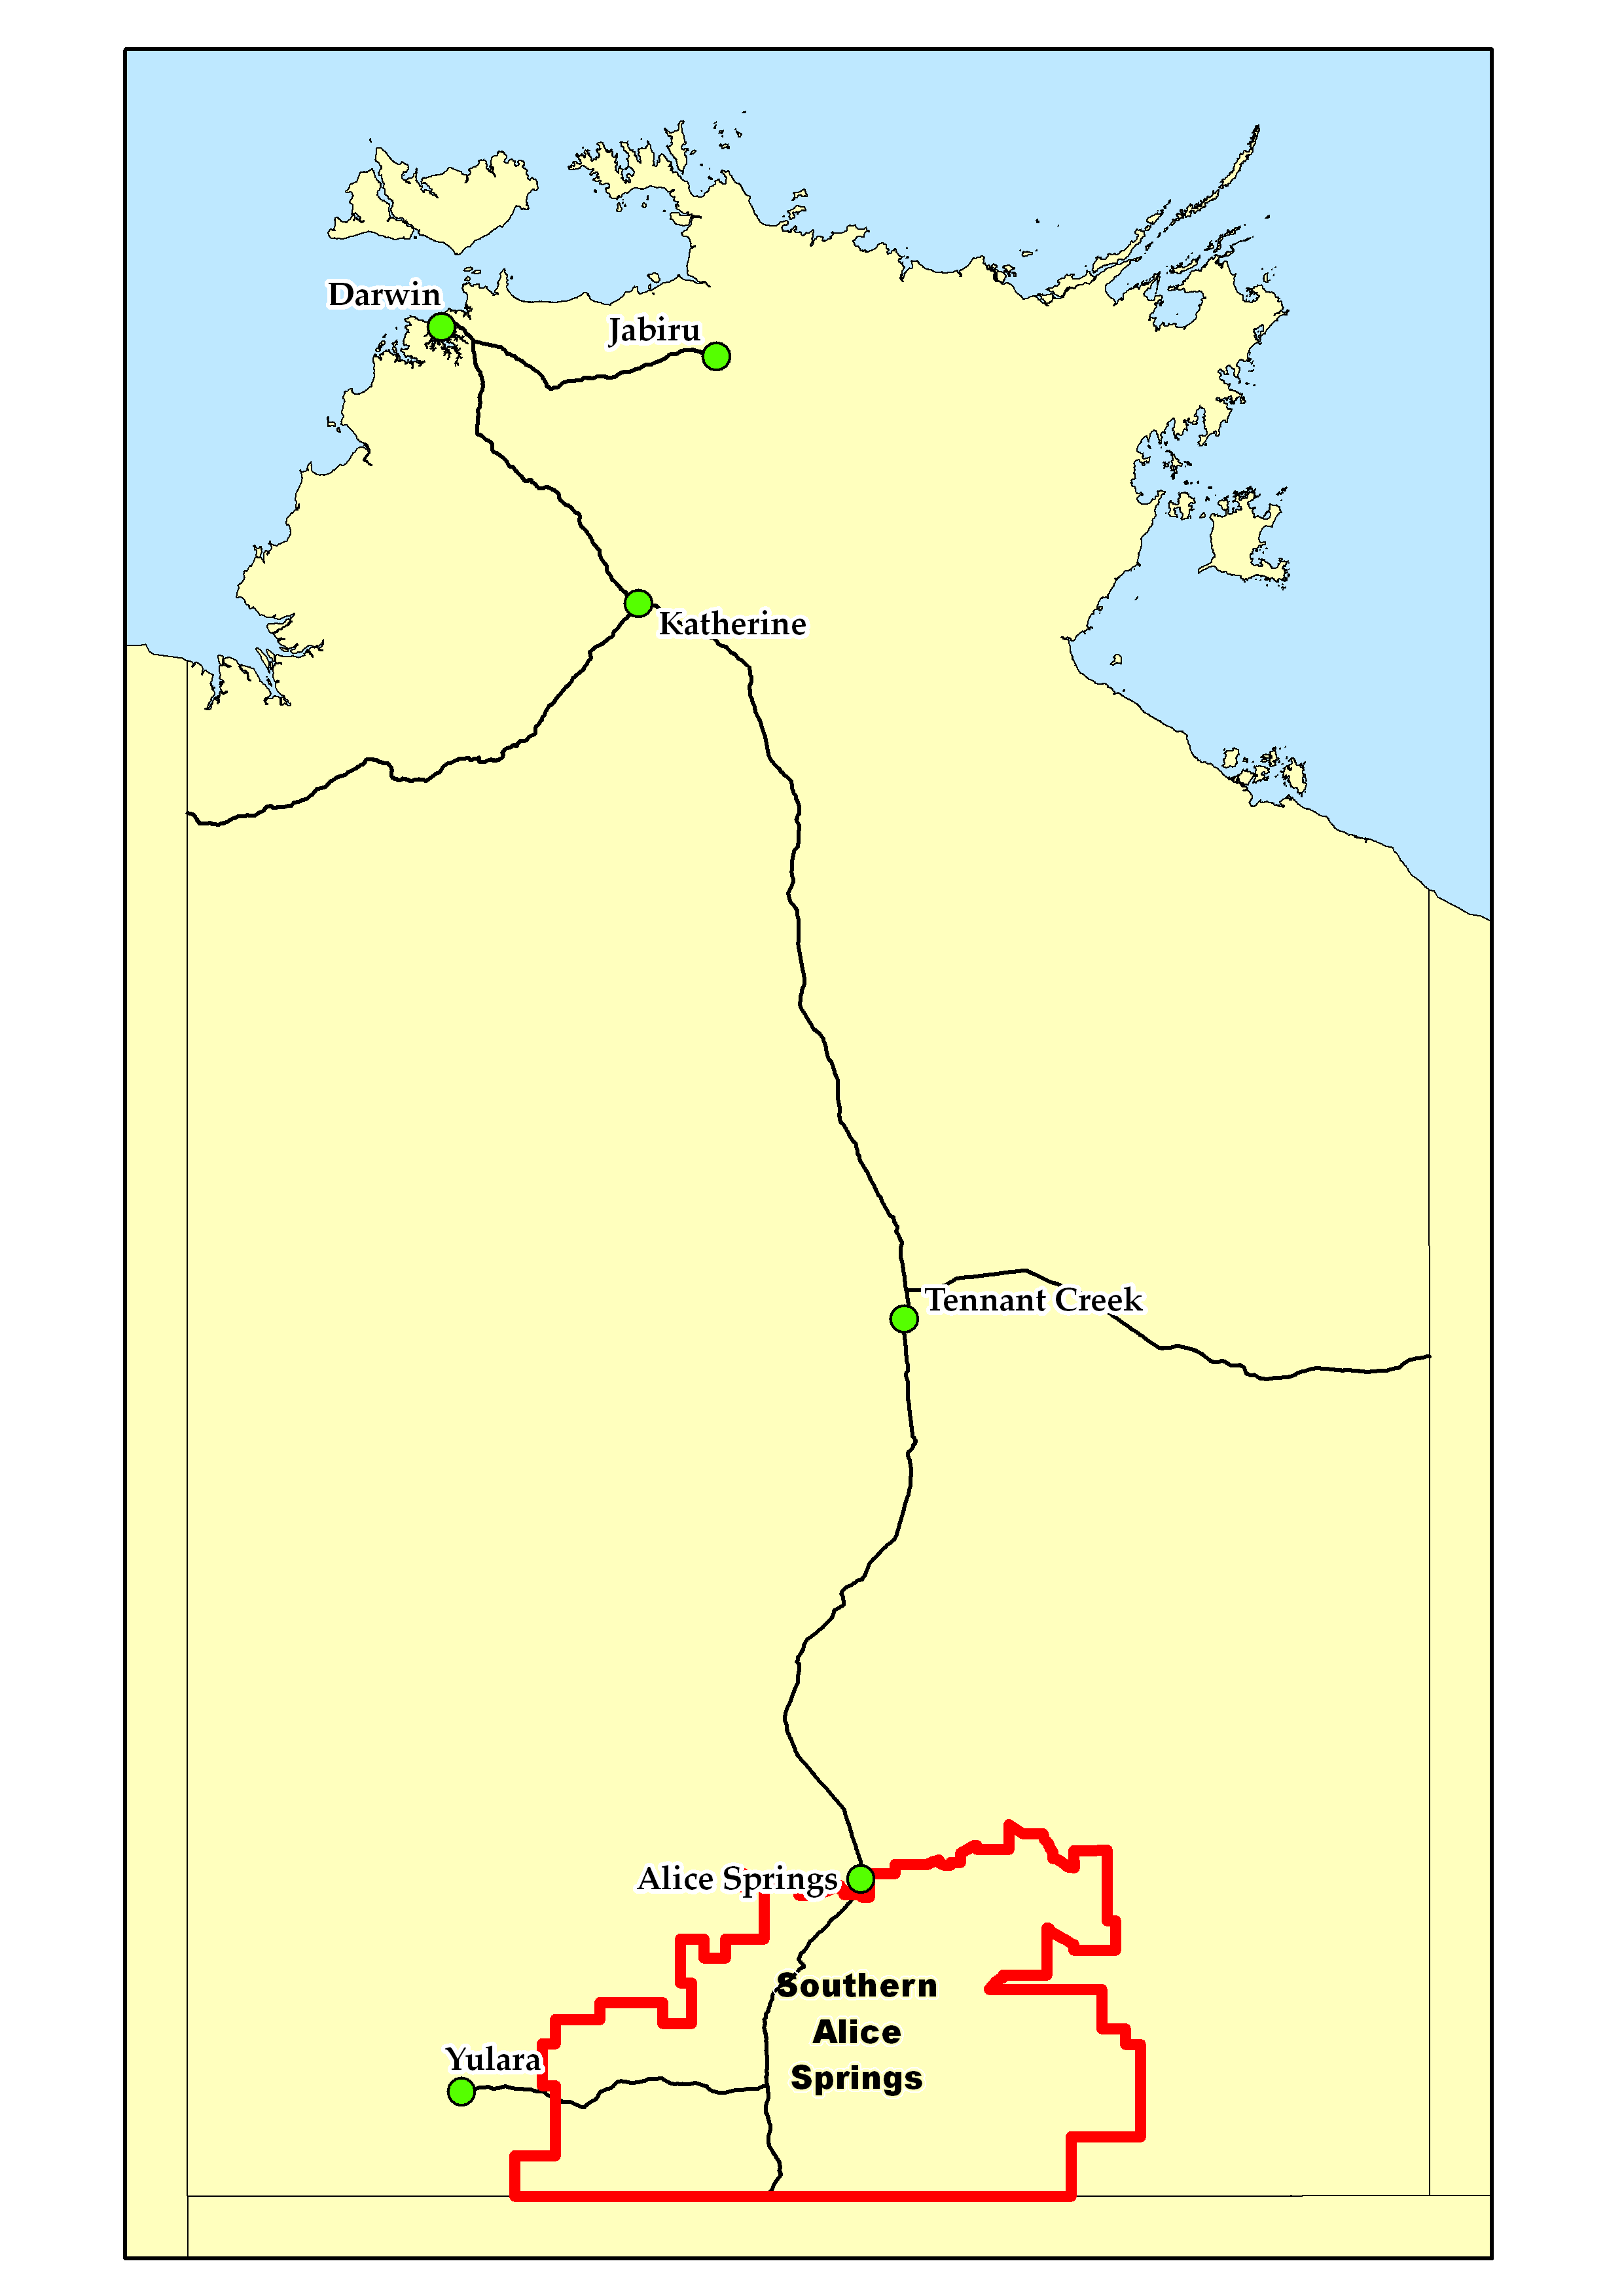 Darwin
Jabiru
Katherine
Tennant Creek
Alice Springs
Southern
Alice
Springs
Yulara